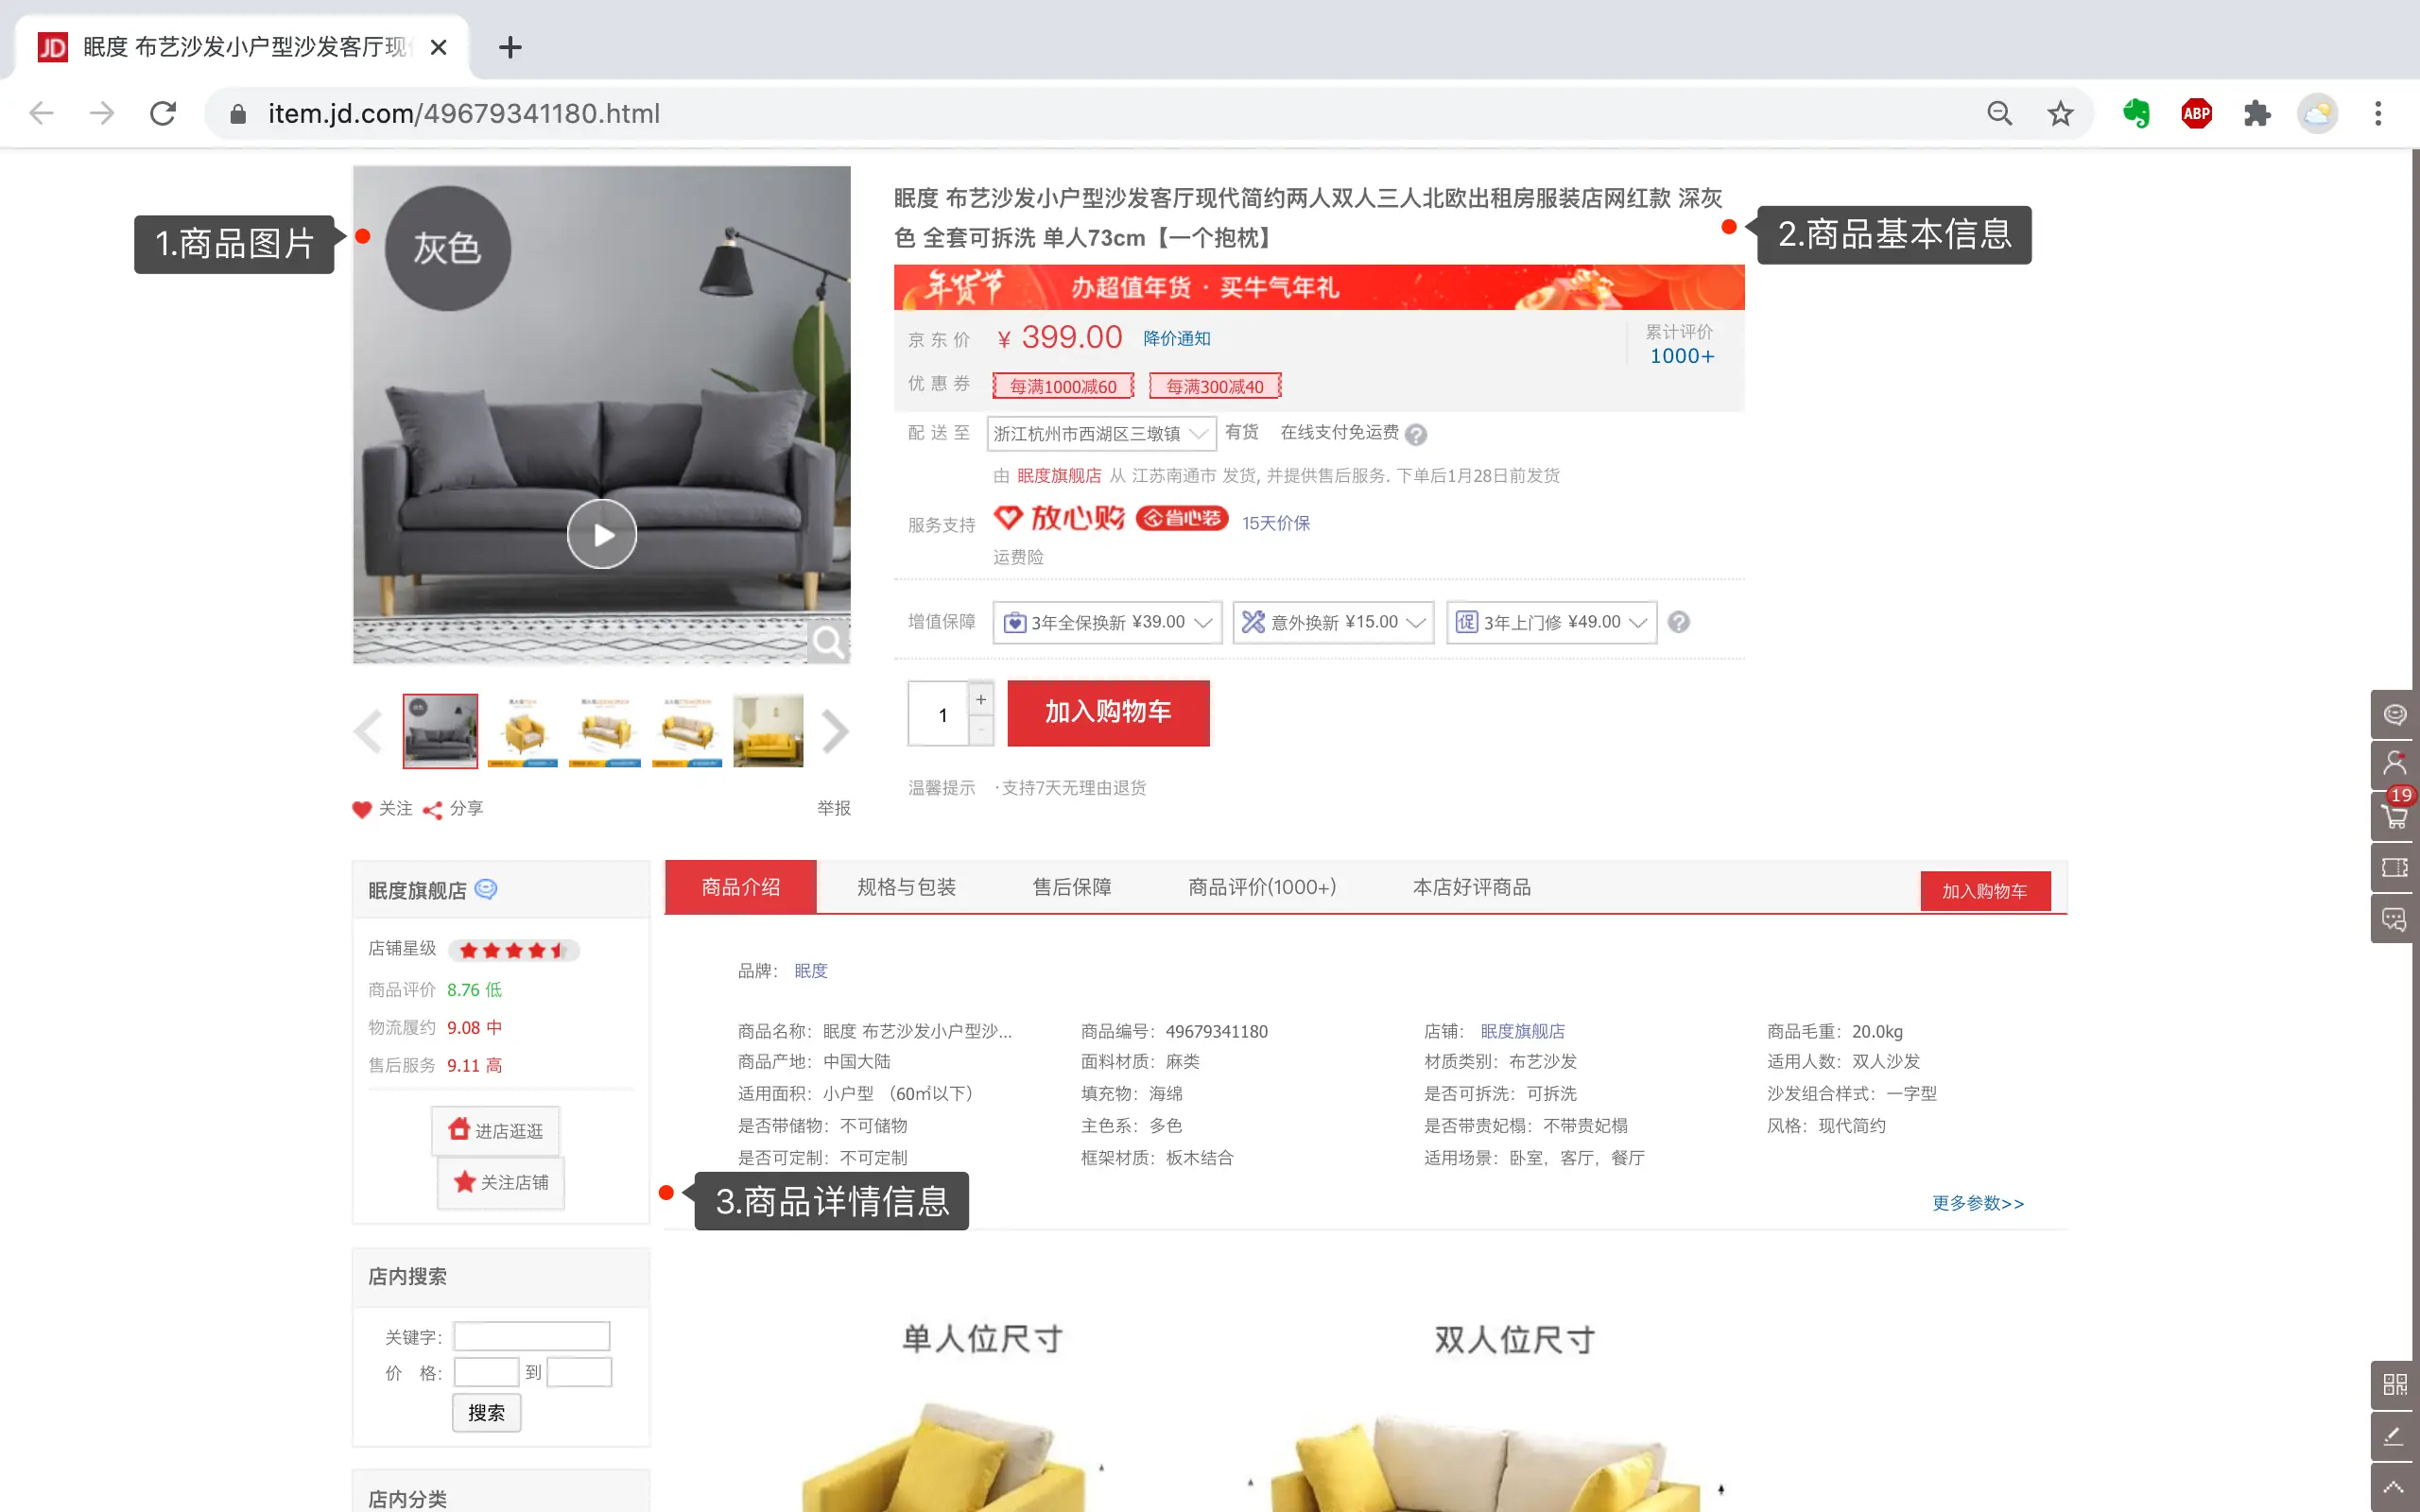 JD 眠度 布艺沙发小户型沙发客厅现
item.jd.com/49679341180.html
ABP
1.商品图片
灰色
2.商品基本信息
眠度 布艺沙发小户型沙发客厅现代简约两人双人三人北欧出租房服装店网红款 深灰
色 全套可拆洗 单人73cm【一个抱枕】
年货节 办超值年货 · 买牛气年礼
京东价 ¥ 399.00 降价通知
累计评价
1000+
优惠券 每满1000减60 每满300减40
配送至 浙江杭州市西湖区三墩镇 有货 在线支付免运费 ?
由 眠度旗舰店 从 江苏南通市 发货, 并提供售后服务. 下单后1月28日前发货
服务支持 放心购 省心装 15天价保
运费险
增值保障 3年全保换新 ¥39.00 意外换新 ¥15.00 促 3年上门修 ¥49.00 ?
1 + - 加入购物车
温馨提示 ·支持7天无理由退货
关注 分享 举报
19
眠度旗舰店
店铺星级
商品评价 8.76 低
物流履约 9.08 中
售后服务 9.11 高
进店逛逛
关注店铺
商品介绍 规格与包装 售后保障 商品评价(1000+) 本店好评商品 加入购物车
品牌： 眠度
商品名称：眠度 布艺沙发小户型沙... 商品编号：49679341180 店铺： 眠度旗舰店 商品毛重：20.0kg
商品产地：中国大陆 面料材质：麻类 材质类别：布艺沙发 适用人数：双人沙发
适用面积：小户型 （60㎡以下） 填充物：海绵 是否可拆洗：可拆洗 沙发组合样式：一字型
是否带储物：不可储物 主色系：多色 是否带贵妃榻：不带贵妃榻 风格：现代简约
是否可定制：不可定制 框架材质：板木结合 适用场景：卧室，客厅，餐厅
3.商品详情信息
更多参数>>
店内搜索
关键字：
价 格： 到
搜索
店内分类
单人位尺寸 双人位尺寸